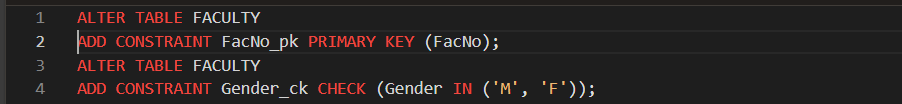 1 ALTER TABLE FACULTY
2 ADD CONSTRAINT FacNo_pk PRIMARY KEY (FacNo);
3 ALTER TABLE FACULTY
4 ADD CONSTRAINT Gender_ck CHECK (Gender IN ('M', 'F'));